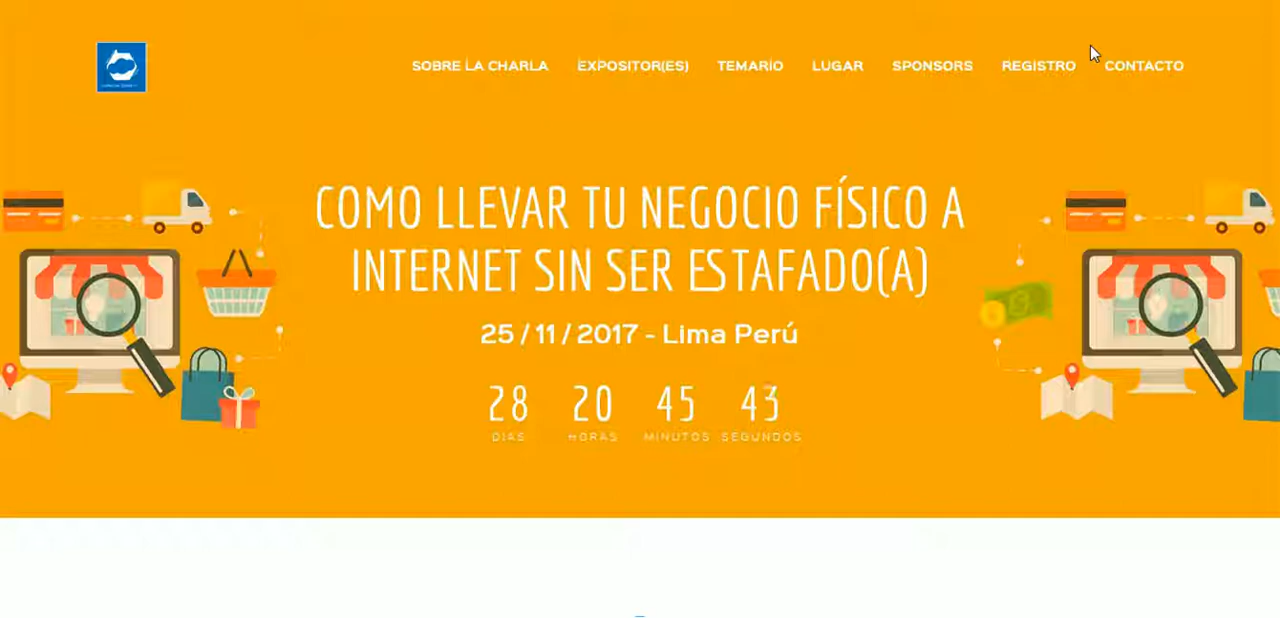 SOBRE LA CHARLA EXPOSITOR(ES) TEMARIO LUGAR SPONSORS REGISTRO CONTACTO
COMO LLEVAR TU NEGOCIO FÍSICO A
INTERNET SIN SER ESTAFADO(A)
25 / 11 / 2017 - Lima Perú
28 20 45 43
DIAS HORAS MINUTOS SEGUNDOS